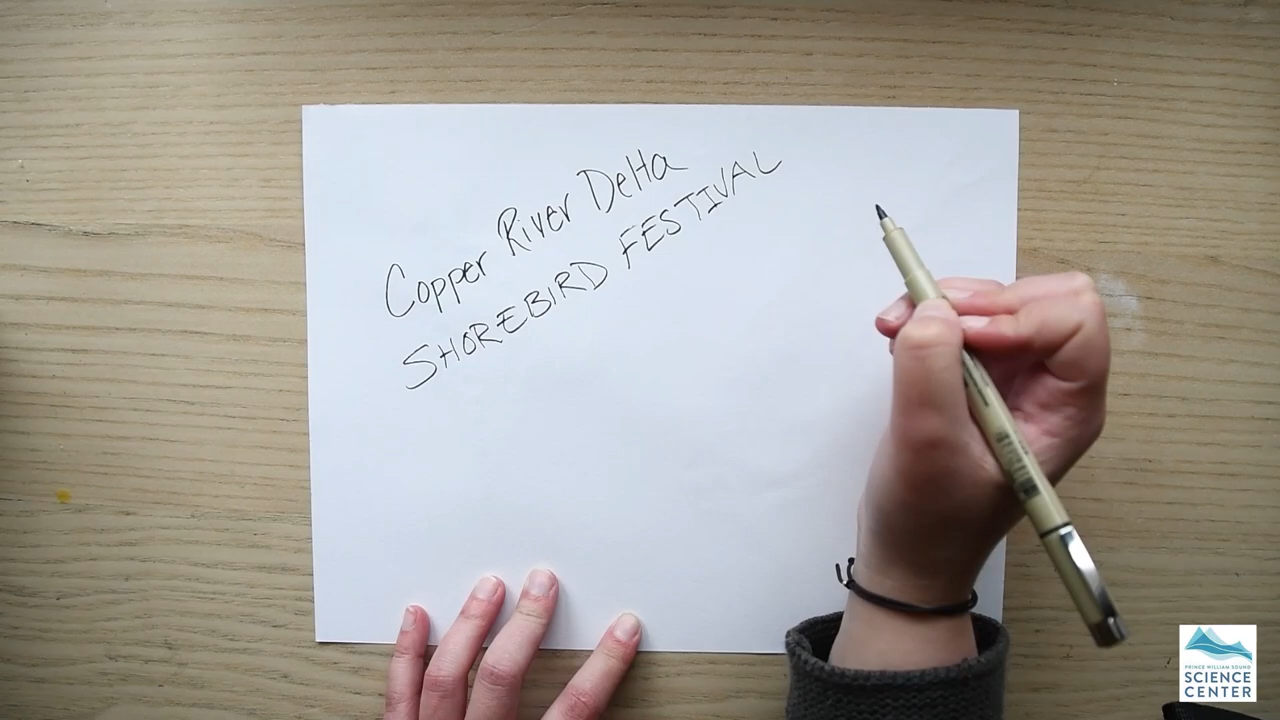 Copper River Delta
SHOREBIRD FESTIVAL
PRINCE WILLIAM SOUND
SCIENCE
CENTER